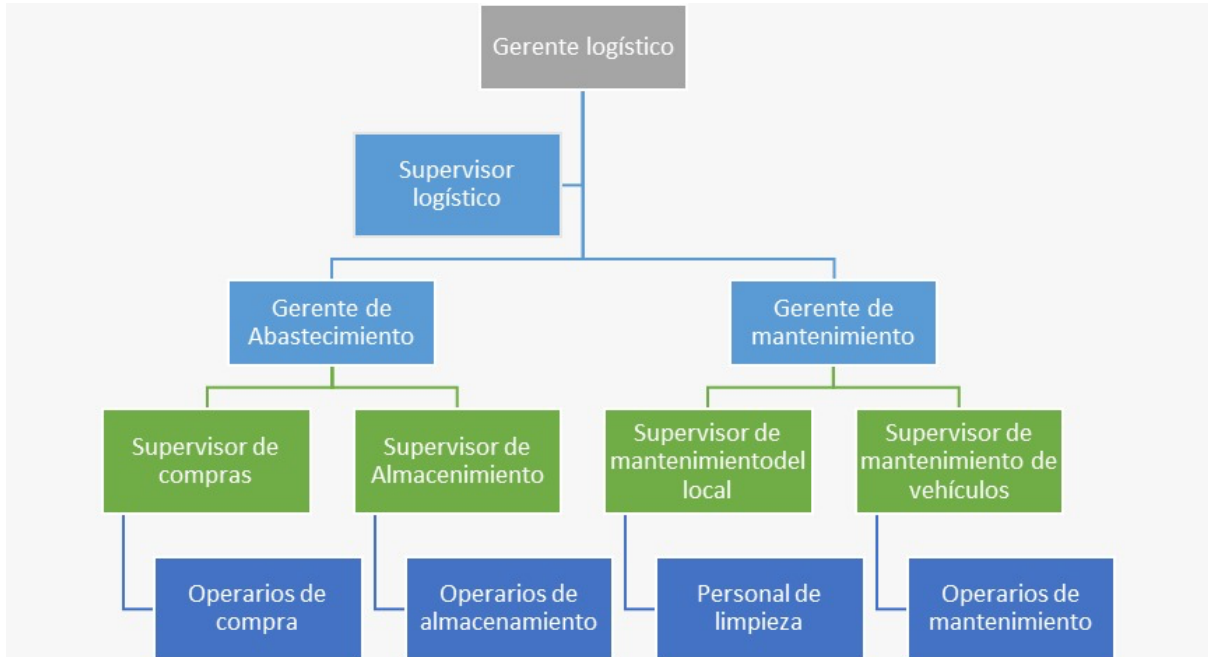 Gerente logístico
Supervisor
logístico
Gerente de
Abastecimiento
Gerente de
mantenimiento
Supervisor de
compras
Supervisor de
Almacenimiento
Supervisor de
mantenimientodel
local
Supervisor de
mantenimiento de
vehículos
Operarios de
compra
Operarios de
almacenamiento
Personal de
limpieza
Operarios de
mantenimiento